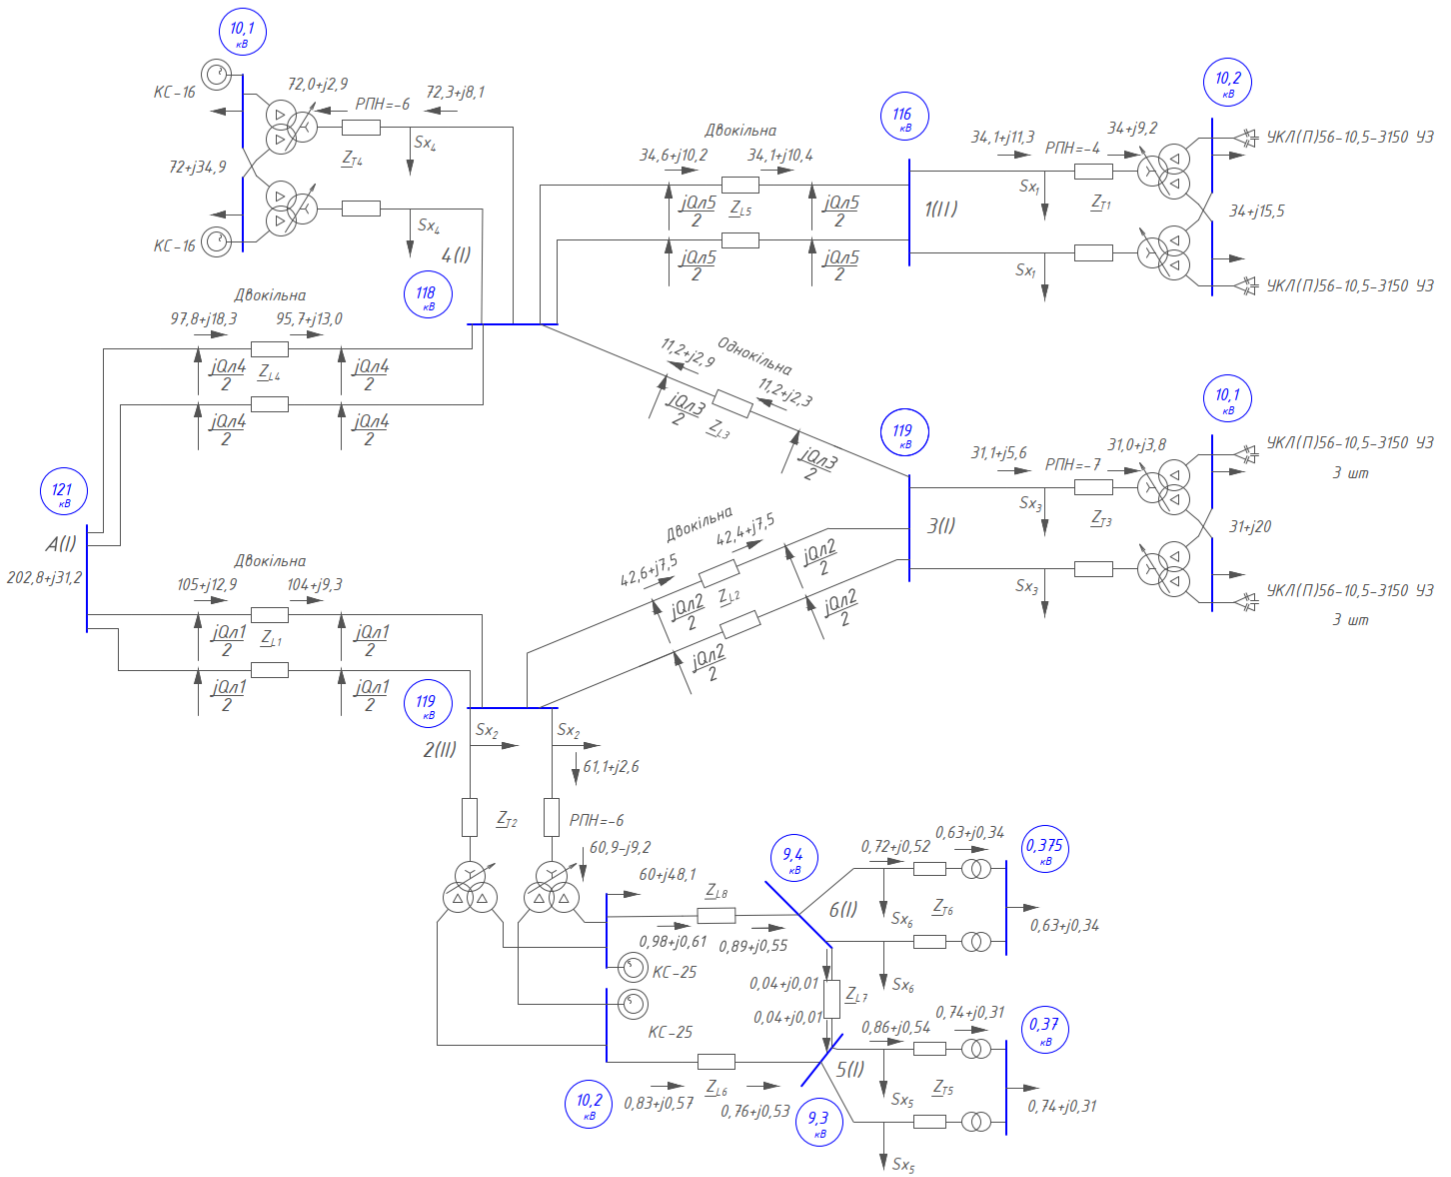 10,1
кВ
КС-16
72,0+j2,9
РПН=-6
72,3+j8,1
Sx4
ZТ4
72+j34,9
Sx4
КС-16
4(I)
118
кВ
Двокільна
34,6+j10,2
34,1+j10,4
jQл5
2
ZL5
jQл5
2
jQл5
2
jQл5
2
116
кВ
1(II)
34,1+j11,3
РПН=-4
34+j9,2
Sx1
ZТ1
Sx1
10,2
кВ
УКЛ(П)56-10,5-3150 У3
34+j15,5
УКЛ(П)56-10,5-3150 У3
Двокільна
97,8+j18,3
95,7+j13,0
jQл4
2
ZL4
jQл4
2
jQл4
2
jQл4
2
Однокільна
11,2+j2,9
11,2+j2,3
jQл3
2
ZL3
jQл3
2
119
кВ
3(I)
31,1+j5,6
РПН=-7
31,0+j3,8
Sx3
ZТ3
Sx3
10,1
кВ
УКЛ(П)56-10,5-3150 У3
3 шт
31+j20
УКЛ(П)56-10,5-3150 У3
3 шт
121
кВ
А(I)
202,8+j31,2
Двокільна
105+j12,9
104+j9,3
jQл1
2
ZL1
jQл1
2
jQл1
2
jQл1
2
Двокільна
42,6+j7,5
42,4+j7,5
jQл2
2
ZL2
jQл2
2
jQл2
2
jQл2
2
119
кВ
2(II)
Sx2
Sx2
61,1+j2,6
ZТ2
РПН=-6
60,9-j9,2
60+j48,1
ZL8
0,98+j0,61
0,89+j0,55
КС-25
КС-25
9,4
кВ
6(I)
0,72+j0,52
0,63+j0,34
Sx6
ZТ6
Sx6
0,375
кВ
0,63+j0,34
0,04+j0,01
ZL7
0,04+j0,01
0,86+j0,54
0,74+j0,31
5(I)
Sx5
ZТ5
Sx5
0,37
кВ
0,74+j0,31
10,2
кВ
0,83+j0,57
ZL6
0,76+j0,53
9,3
кВ